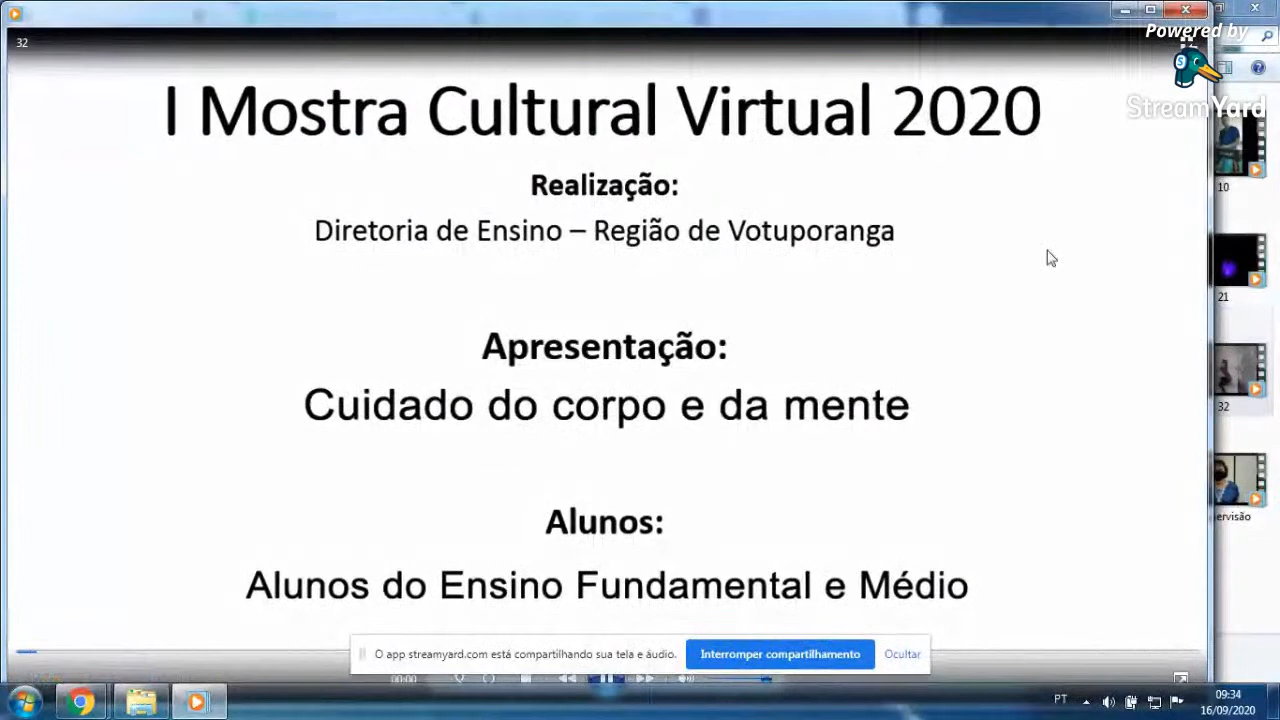 32
Powered by
StreamYard
I Mostra Cultural Virtual 2020
Realização:
Diretoria de Ensino – Região de Votuporanga
10
21
Apresentação:
Cuidado do corpo e da mente
32
Alunos:
ervisão
Alunos do Ensino Fundamental e Médio
O app streamyard.com está compartilhando sua tela e áudio.
Interromper compartilhamento
Ocultar
00:00
PT
09:34
16/09/2020